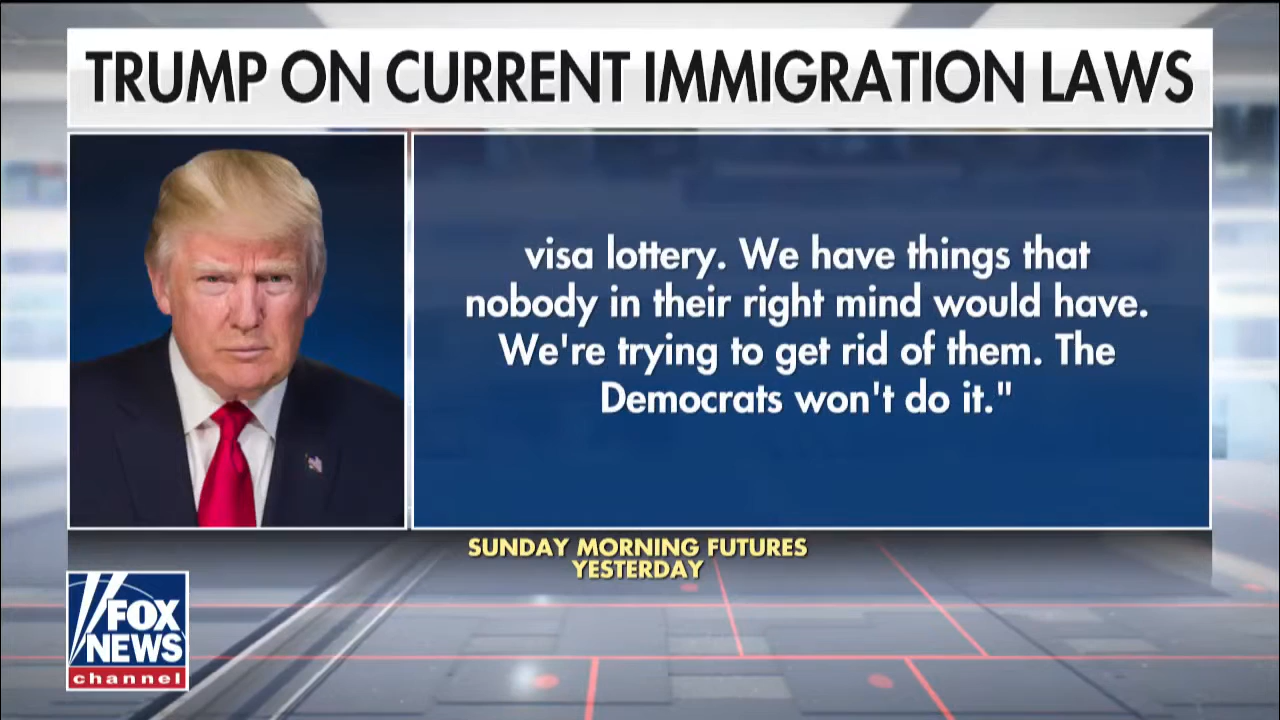 TRUMP ON CURRENT IMMIGRATION LAWS
visa lottery. We have things that
nobody in their right mind would have.
We're trying to get rid of them. The
Democrats won't do it."
SUNDAY MORNING FUTURES
YESTERDAY
FOX
NEWS
channel